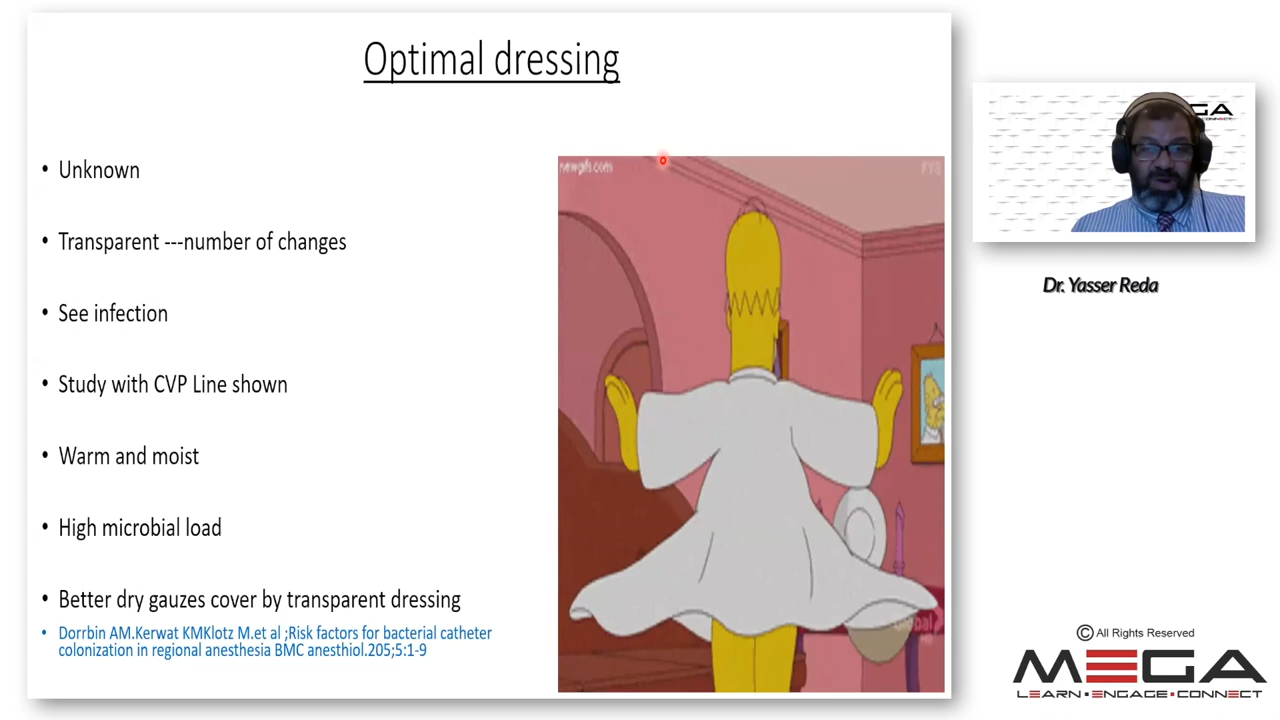 Optimal dressing
• Unknown
• Transparent ---number of changes
• See infection
• Study with CVP Line shown
• Warm and moist
• High microbial load
• Better dry gauzes cover by transparent dressing
• Dorrbin AM.Kerwat KMKlotz M.et al ;Risk factors for bacterial catheter
colonization in regional anesthesia BMC anesthiol.205;5:1-9
newgifs.com
GA
Dr. Yasser Reda
© All Rights Reserved
MEGA
LEARN • ENGAGE • CONNECT